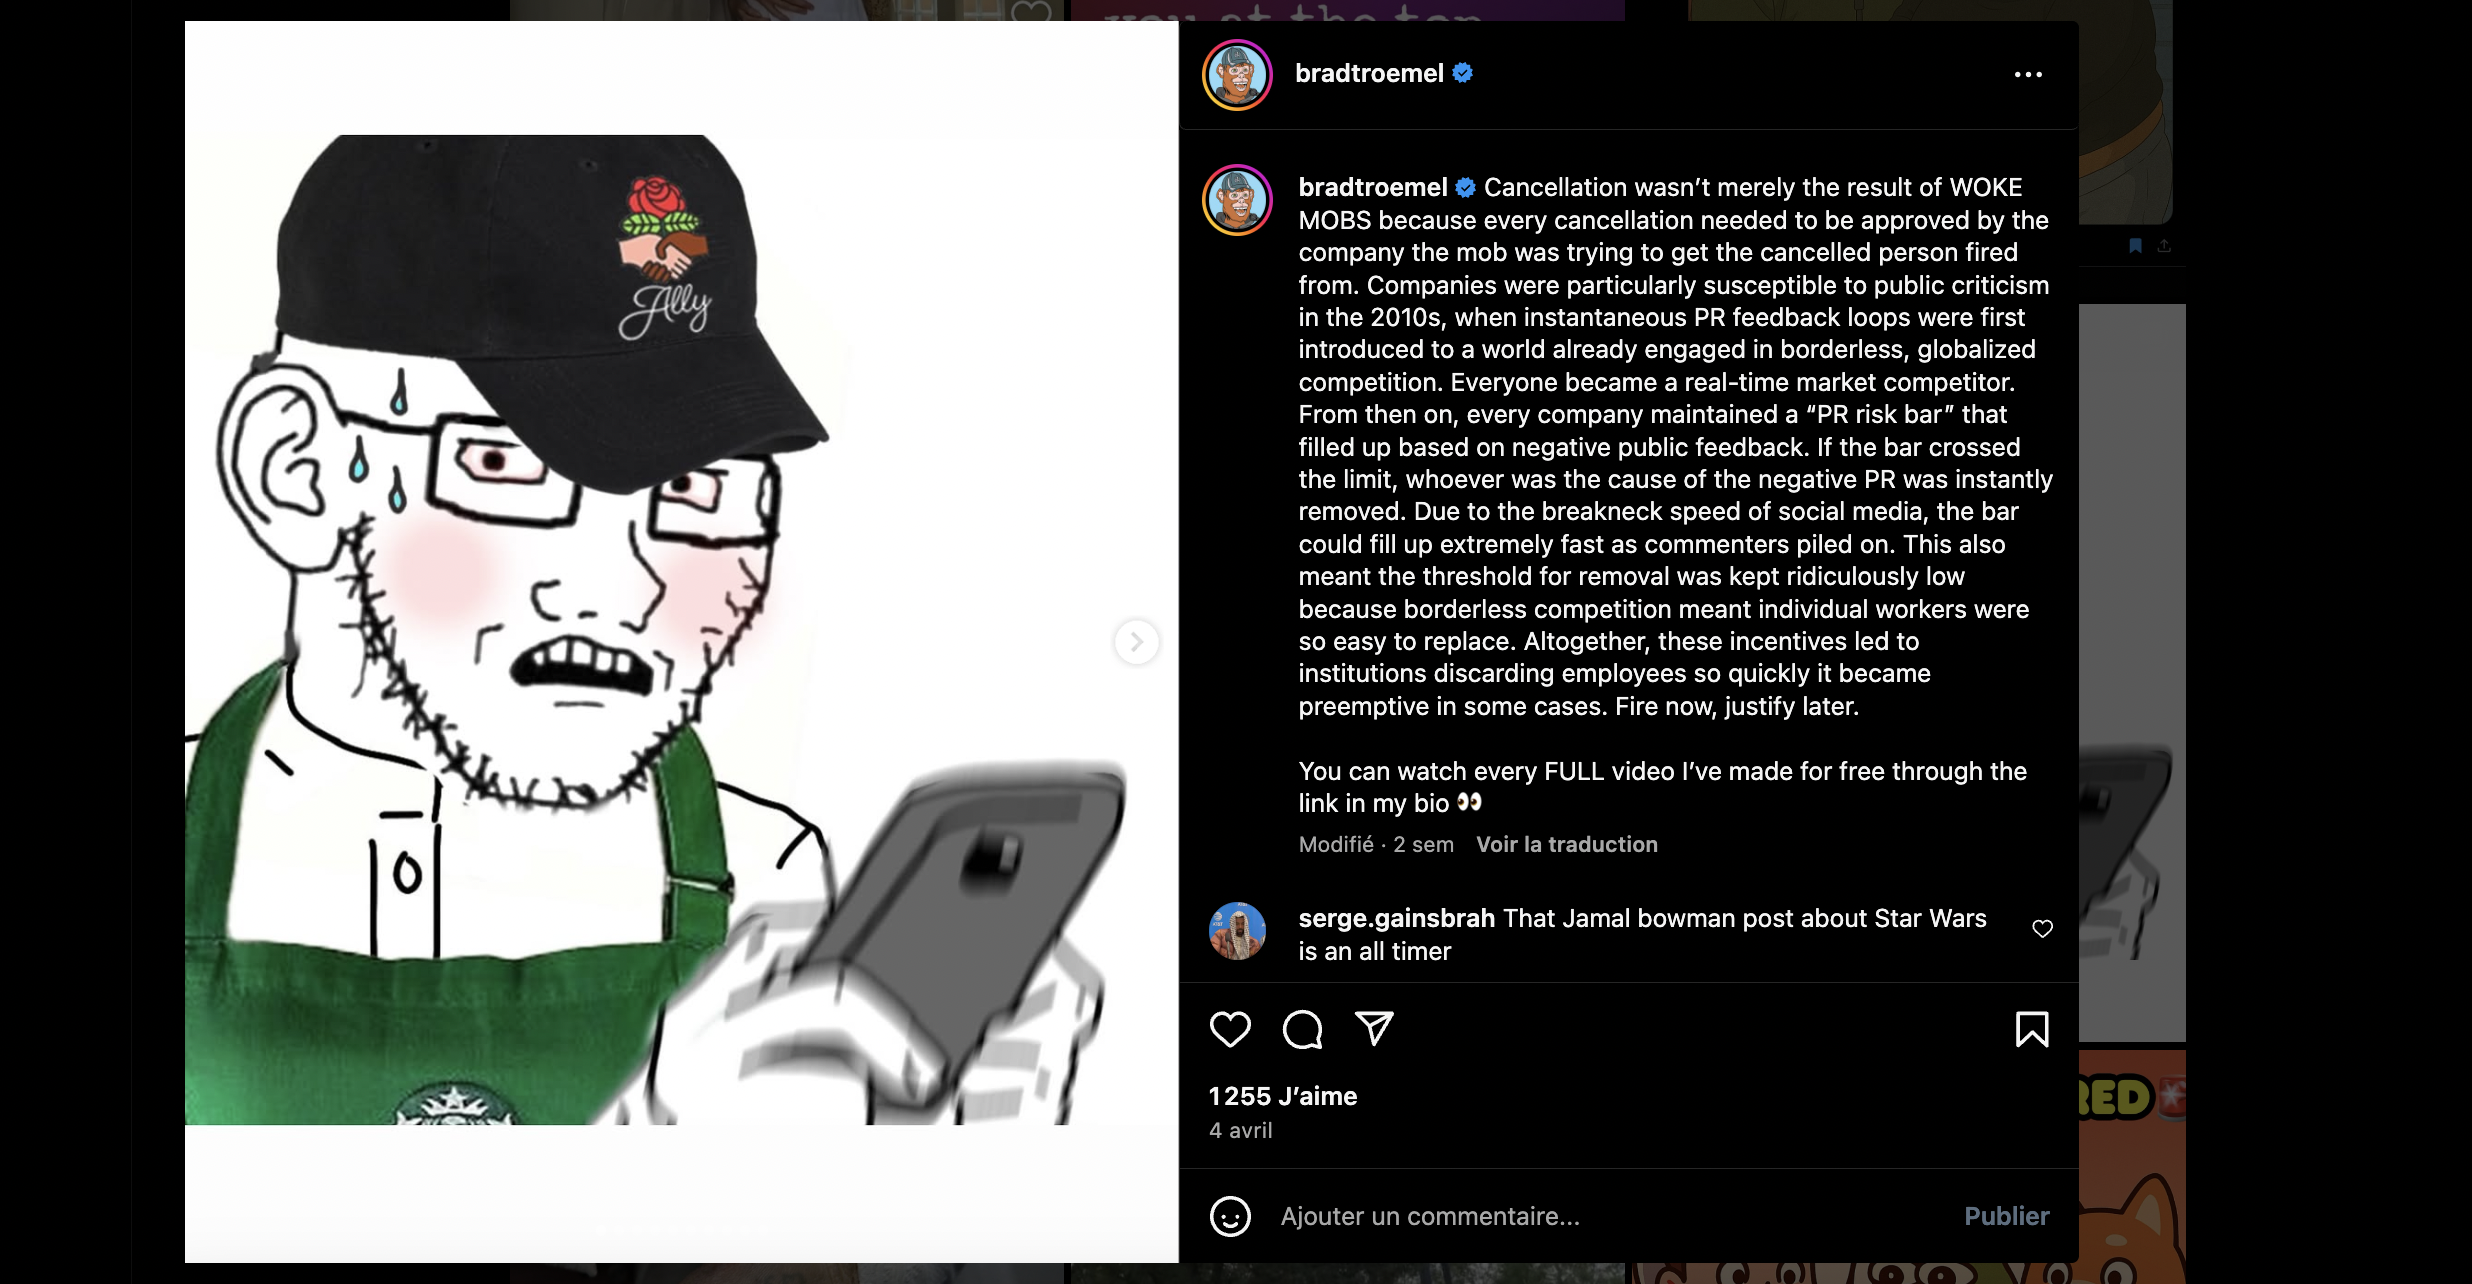 you at the top
Ally
bradtroemel
bradtroemel Cancellation wasn’t merely the result of WOKE
MOBS because every cancellation needed to be approved by the
company the mob was trying to get the cancelled person fired
from. Companies were particularly susceptible to public criticism
in the 2010s, when instantaneous PR feedback loops were first
introduced to a world already engaged in borderless, globalized
competition. Everyone became a real-time market competitor.
From then on, every company maintained a “PR risk bar” that
filled up based on negative public feedback. If the bar crossed
the limit, whoever was the cause of the negative PR was instantly
removed. Due to the breakneck speed of social media, the bar
could fill up extremely fast as commenters piled on. This also
meant the threshold for removal was kept ridiculously low
because borderless competition meant individual workers were
so easy to replace. Altogether, these incentives led to
institutions discarding employees so quickly it became
preemptive in some cases. Fire now, justify later.
You can watch every FULL video I’ve made for free through the
link in my bio 👀
Modifié · 2 sem Voir la traduction
serge.gainsbrah That Jamal bowman post about Star Wars
is an all timer
1 255 J’aime
4 avril
Ajouter un commentaire...
Publier
RED